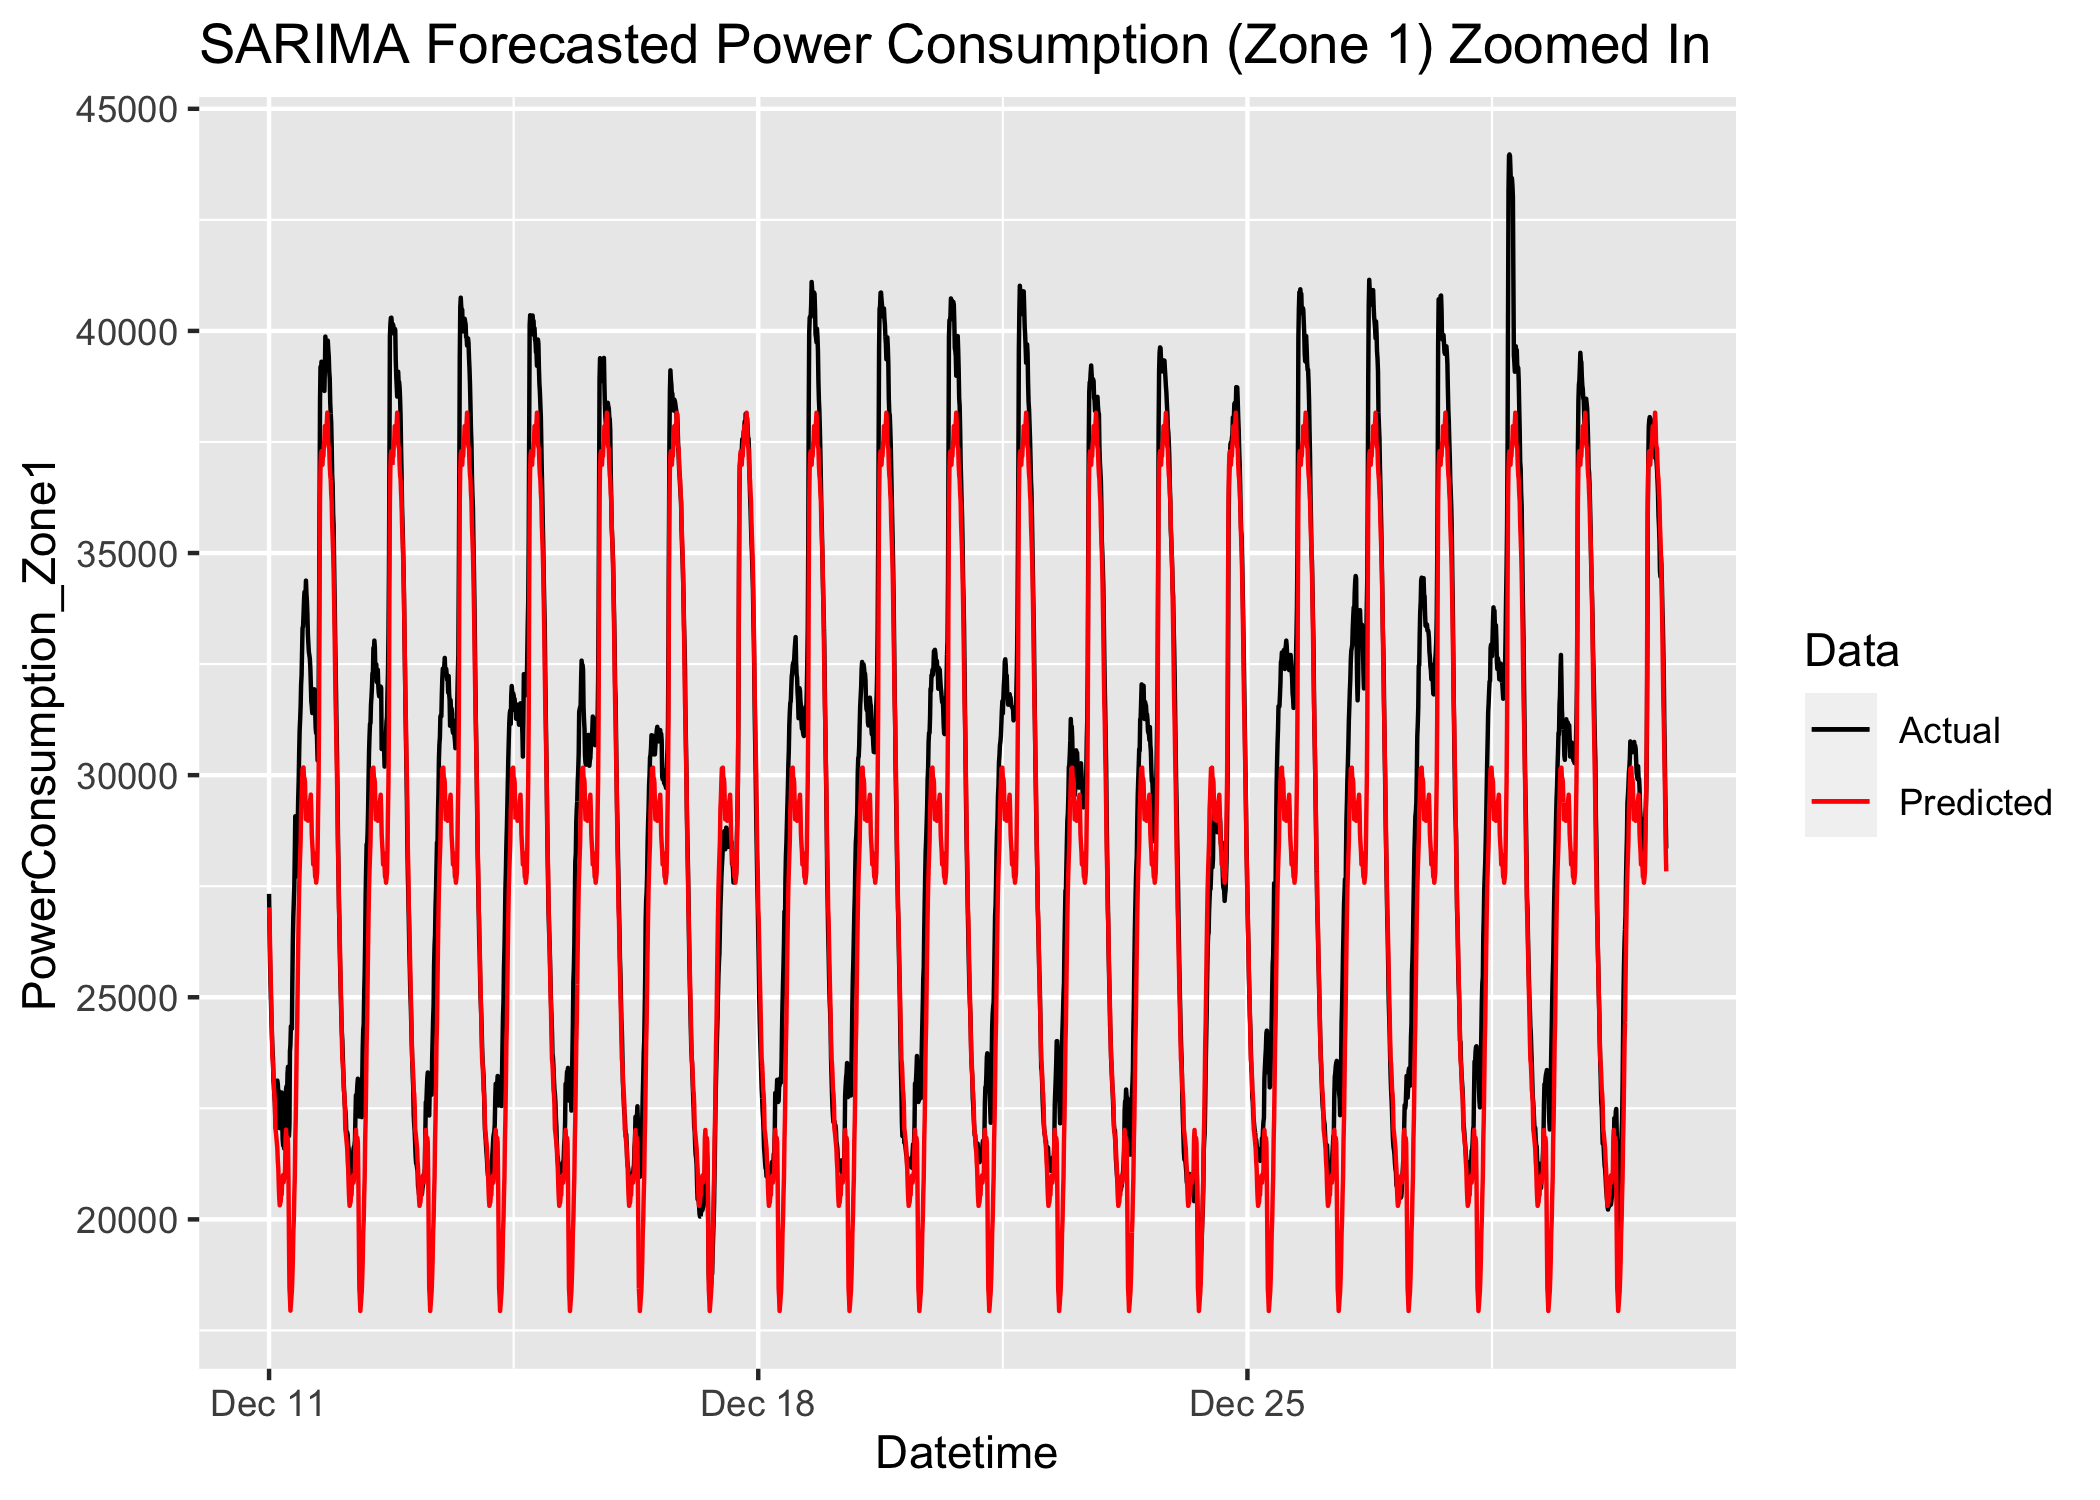 SARIMA Forecasted Power Consumption (Zone 1) Zoomed In
45000
40000
35000
30000
25000
20000
PowerConsumption_Zone1
Dec 11
Dec 18
Dec 25
Datetime
Data
Actual
Predicted